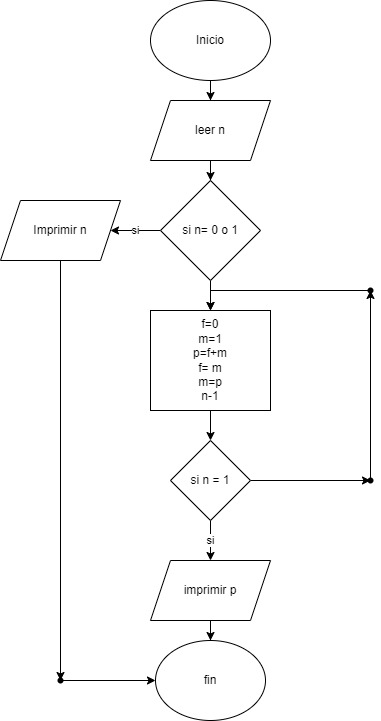 Inicio
leer n
si n= 0 o 1
si
Imprimir n
f=0
m=1
p=f+m
f= m
m=p
n-1
si n = 1
si
imprimir p
fin